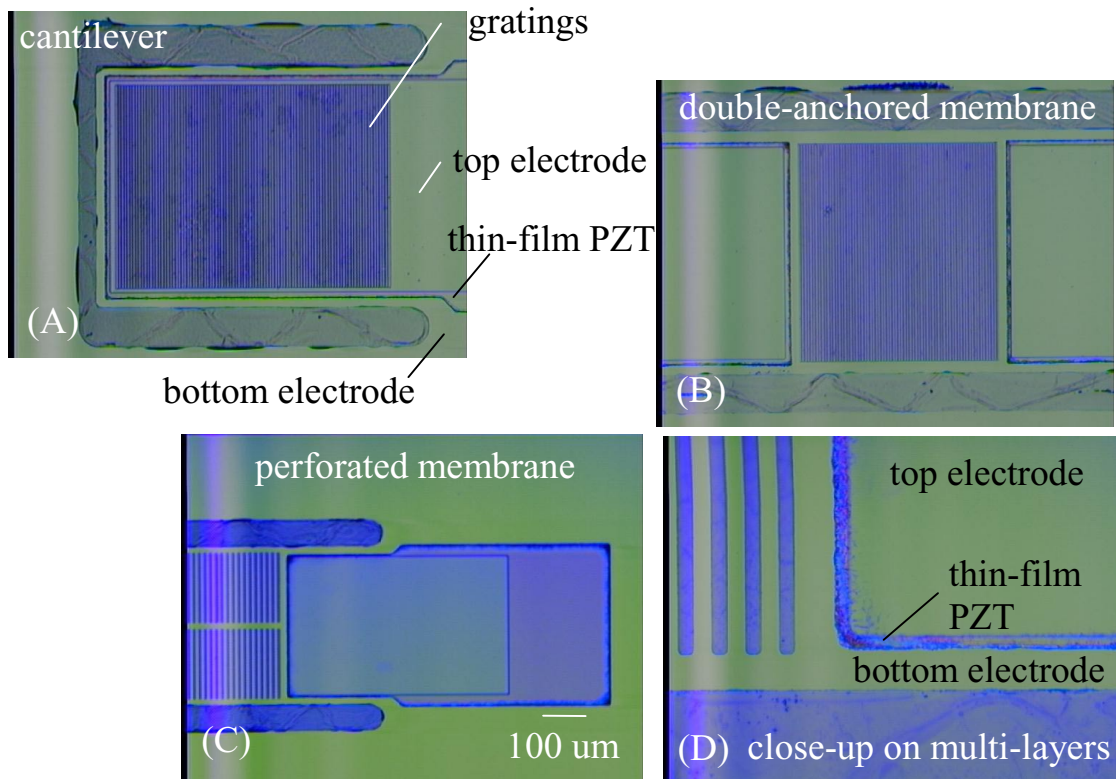 cantilever
gratings
top electrode
thin-film PZT
(A)
bottom electrode
double-anchored membrane
(B)
perforated membrane
(C)
100 um
top electrode
thin-film
PZT
bottom electrode
(D) close-up on multi-layers